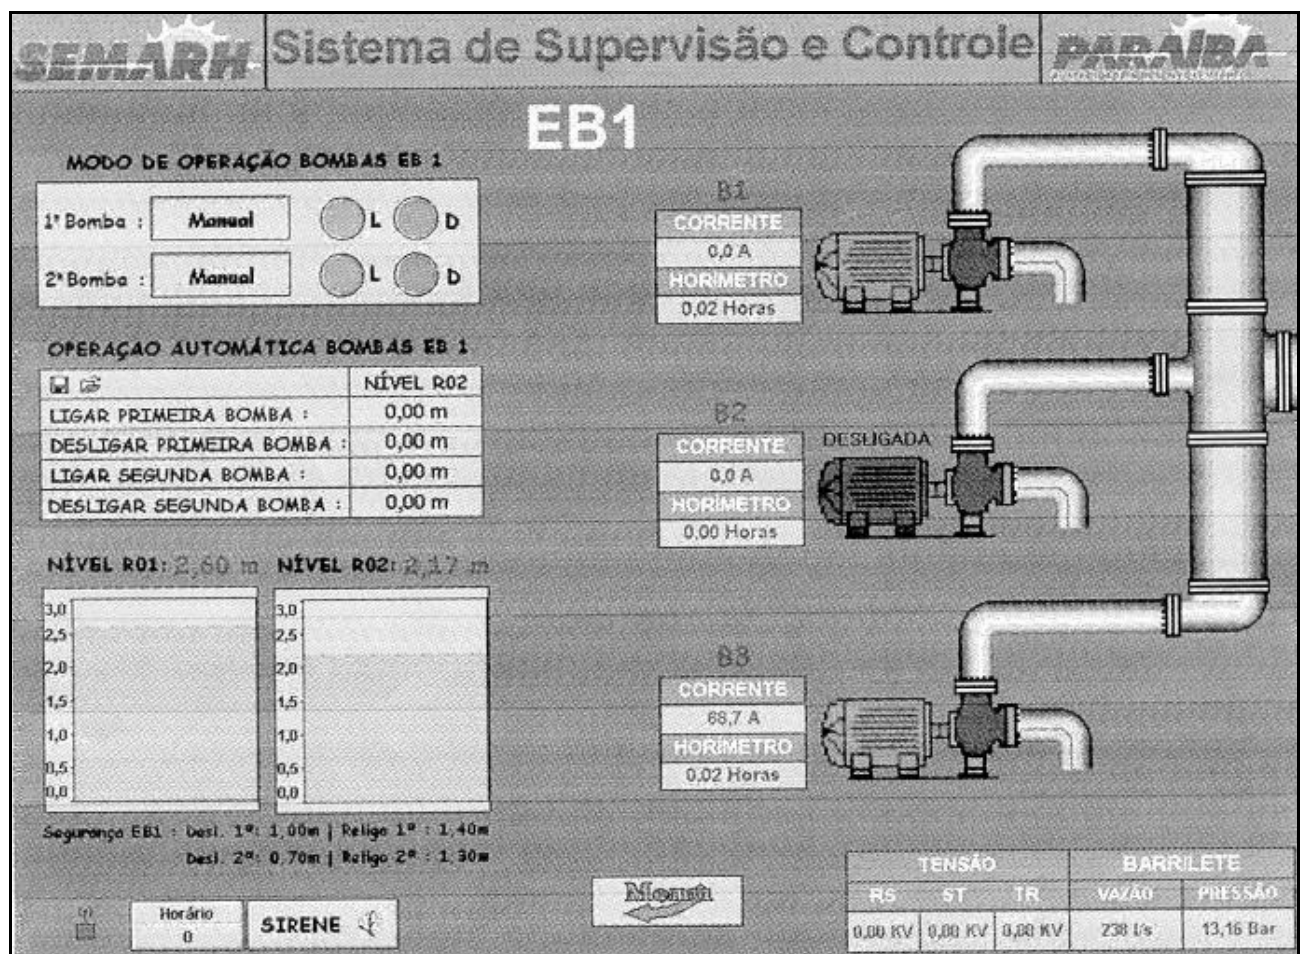 SEMARH
Sistema de Supervisão e Controle
PARAÍBA
EB1
MODO DE OPERAÇÃO BOMBAS EB 1
1ª Bomba : Manual L D
2ª Bomba : Manual L D
OPERAÇAO AUTOMÁTICA BOMBAS EB 1
NÍVEL R02
LIGAR PRIMEIRA BOMBA : 0,00 m
DESLIGAR PRIMEIRA BOMBA : 0,00 m
LIGAR SEGUNDA BOMBA : 0,00 m
DESLIGAR SEGUNDA BOMBA : 0,00 m
NÍVEL R01: 2,60 m
3,0
2,5
2,0
1,5
1,0
0,5
0,0
NÍVEL R02: 2,17 m
3,0
2,5
2,0
1,5
1,0
0,5
0,0
Segurança EB1 : Desl. 1ª: 1,00m | Religa 1ª : 1,40m
Desl. 2ª: 0,70m | Religa 2ª : 1,30m
Horário
0
SIRENE
B1
CORRENTE
0,0 A
HORÍMETRO
0,02 Horas
B2
CORRENTE
0,0 A
HORÍMETRO
0,00 Horas
DESLIGADA
B3
CORRENTE
68,7 A
HORÍMETRO
0,02 Horas
TENSÃO BARRILETE
RS ST TR VAZÃO PRESSÃO
0,00 KV 0,00 KV 0,00 KV 238 L/s 13,16 Bar